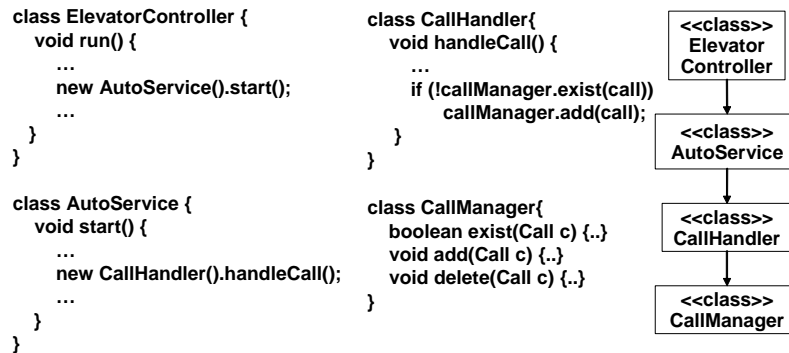 class ElevatorController {
void run() {
…
new AutoService().start();
…
}
}
class AutoService {
void start() {
…
new CallHandler().handleCall();
…
}
}
class CallHandler{
void handleCall() {
…
if (!callManager.exist(call))
callManager.add(call);
}
}
class CallManager{
boolean exist(Call c) {..}
void add(Call c) {..}
void delete(Call c) {..}
}
<<class>>
Elevator
Controller
<<class>>
AutoService
<<class>>
CallHandler
<<class>>
CallManager